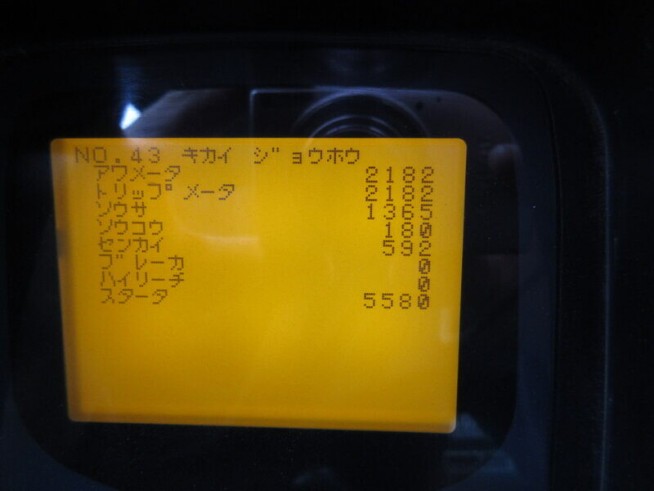 NO.43 キカイ ジョウホウ
アワメータ 2182
トリップメータ 2182
ソウサ 1365
ソウコウ 180
センカイ 592
ブレーカ 0
ハイリーチ 0
スタータ 5580